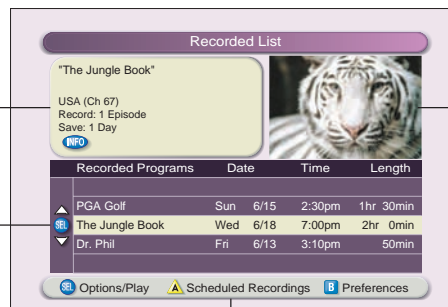 Recorded List
"The Jungle Book"
USA (Ch 67)
Record: 1 Episode
Save: 1 Day
INFO
Recorded Programs Date Time Length
PGA Golf Sun 6/15 2:30pm 1hr 30min
SEL The Jungle Book Wed 6/18 7:00pm 2hr 0min
Dr. Phil Fri 6/13 3:10pm 50min
SEL Options/Play A Scheduled Recordings B Preferences